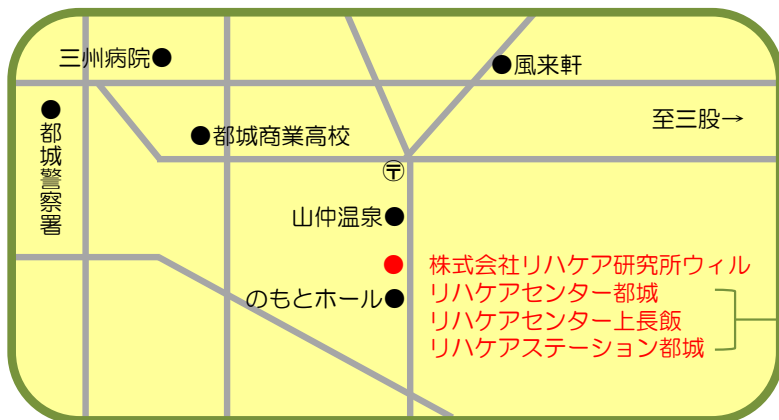 三州病院
風来軒
都城警察署
都城商業高校
至三股→
〒
山仲温泉
株式会社リハケア研究所ウィル
のもとホール
リハケアセンター都城
リハケアセンター上長飯
リハケアステーション都城